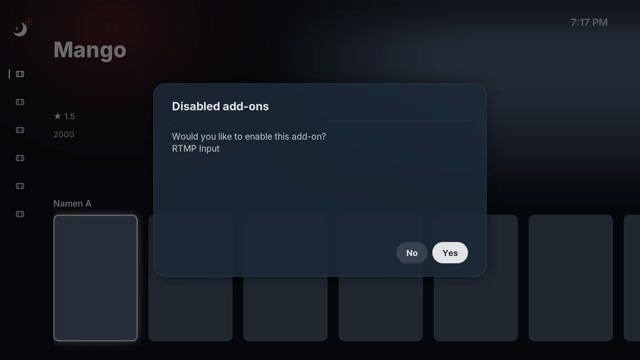 7:17 PM
Mango
★ 1.5
2000
Disabled add-ons
Would you like to enable this add-on?
RTMP Input
No
Yes
Namen A